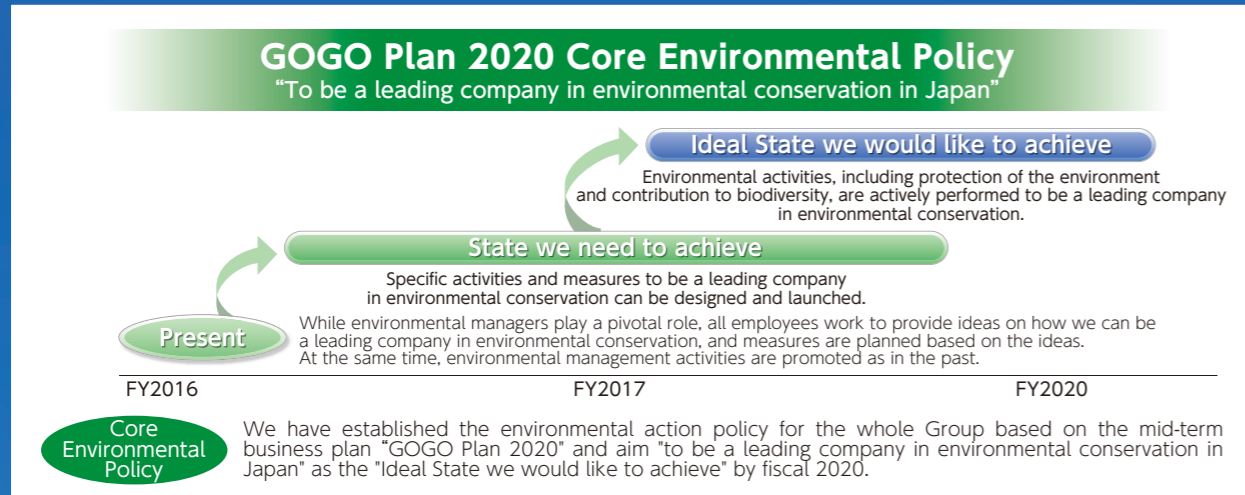 GOGO Plan 2020 Core Environmental Policy
“To be a leading company in environmental conservation in Japan”
Ideal State we would like to achieve
Environmental activities, including protection of the environment
and contribution to biodiversity, are actively performed to be a leading company
in environmental conservation.
State we need to achieve
Specific activities and measures to be a leading company
in environmental conservation can be designed and launched.
Present
While environmental managers play a pivotal role, all employees work to provide ideas on how we can be
a leading company in environmental conservation, and measures are planned based on the ideas.
At the same time, environmental management activities are promoted as in the past.
FY2016 FY2017 FY2020
Core
Environmental
Policy
We have established the environmental action policy for the whole Group based on the mid-term
business plan “GOGO Plan 2020" and aim "to be a leading company in environmental conservation in
Japan" as the "Ideal State we would like to achieve" by fiscal 2020.